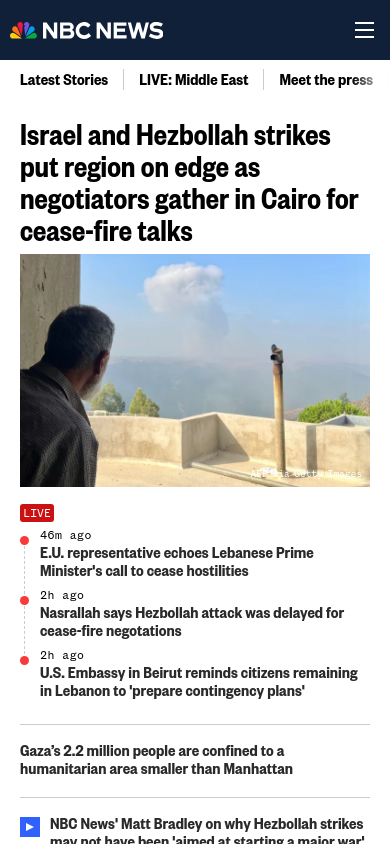 NBC NEWS
Latest Stories
LIVE: Middle East
Meet the press
Israel and Hezbollah strikes
put region on edge as
negotiators gather in Cairo for
cease-fire talks
AFP via Getty Images
LIVE
46m ago
E.U. representative echoes Lebanese Prime
Minister's call to cease hostilities
2h ago
Nasrallah says Hezbollah attack was delayed for
cease-fire negotations
2h ago
U.S. Embassy in Beirut reminds citizens remaining
in Lebanon to 'prepare contingency plans'
Gaza’s 2.2 million people are confined to a
humanitarian area smaller than Manhattan
NBC News' Matt Bradley on why Hezbollah strikes
may not have been 'aimed at starting a major war'